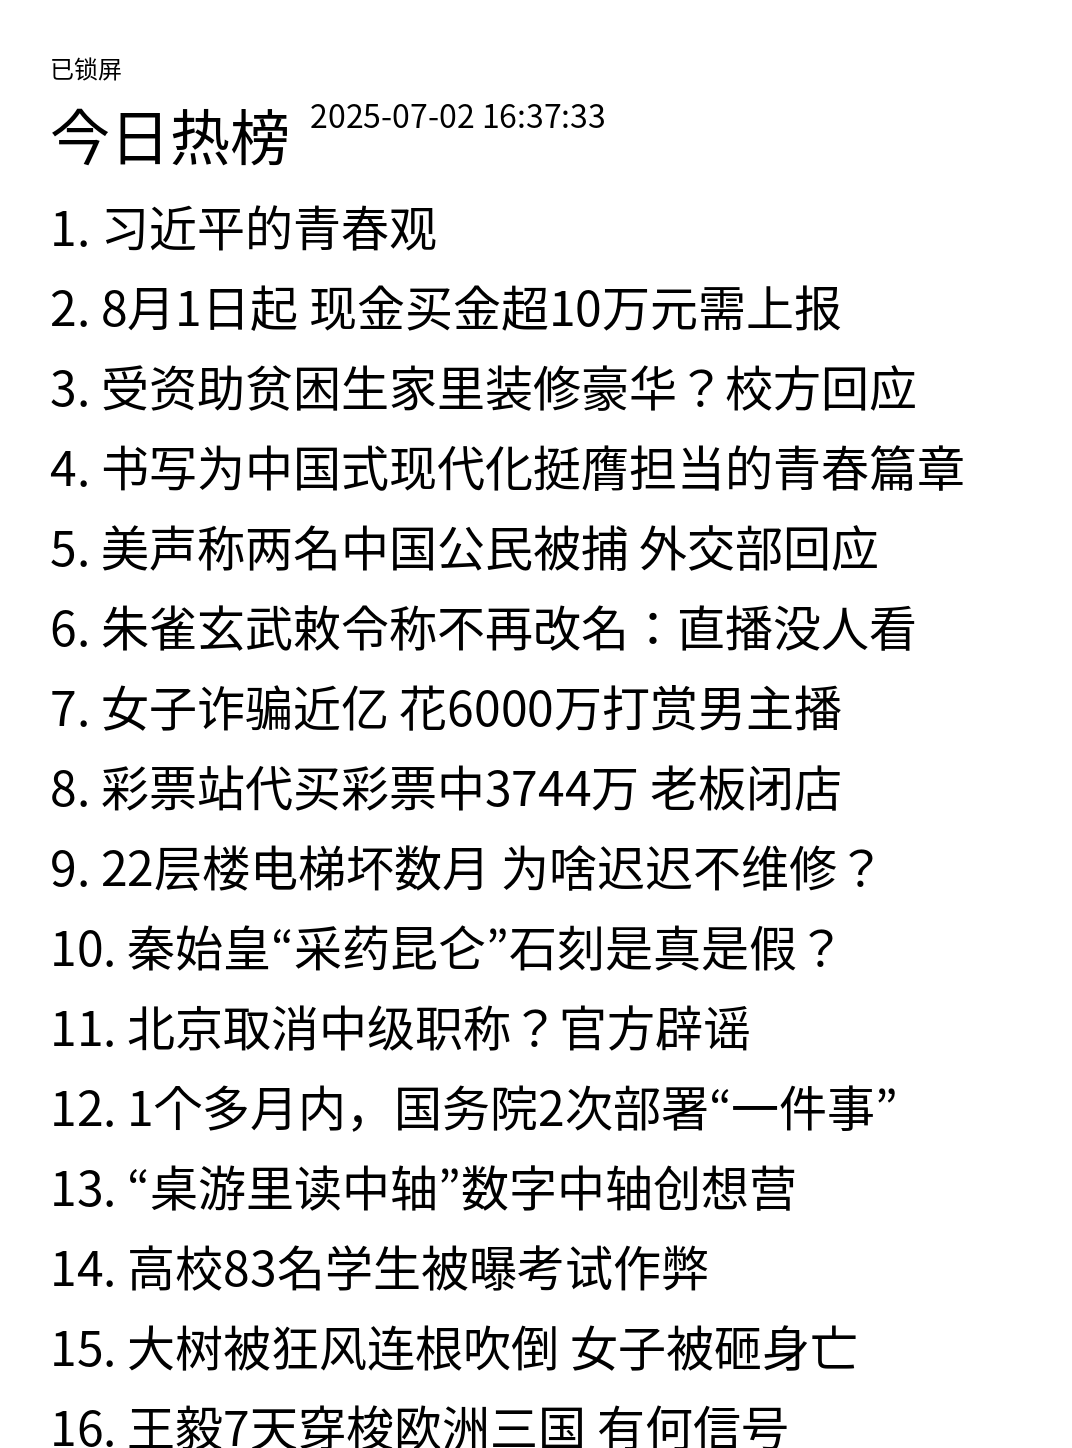 已锁屏
今日热榜 2025-07-02 16:37:33
1. 习近平的青春观
2. 8月1日起 现金买金超10万元需上报
3. 受资助贫困生家里装修豪华？校方回应
4. 书写为中国式现代化挺膺担当的青春篇章
5. 美声称两名中国公民被捕 外交部回应
6. 朱雀玄武敕令称不再改名：直播没人看
7. 女子诈骗近亿 花6000万打赏男主播
8. 彩票站代买彩票中3744万 老板闭店
9. 22层楼电梯坏数月 为啥迟迟不维修？
10. 秦始皇“采药昆仑”石刻是真是假？
11. 北京取消中级职称？官方辟谣
12. 1个多月内，国务院2次部署“一件事”
13. “桌游里读中轴”数字中轴创想营
14. 高校83名学生被曝考试作弊
15. 大树被狂风连根吹倒 女子被砸身亡
16. 王毅7天穿梭欧洲三国 有何信号